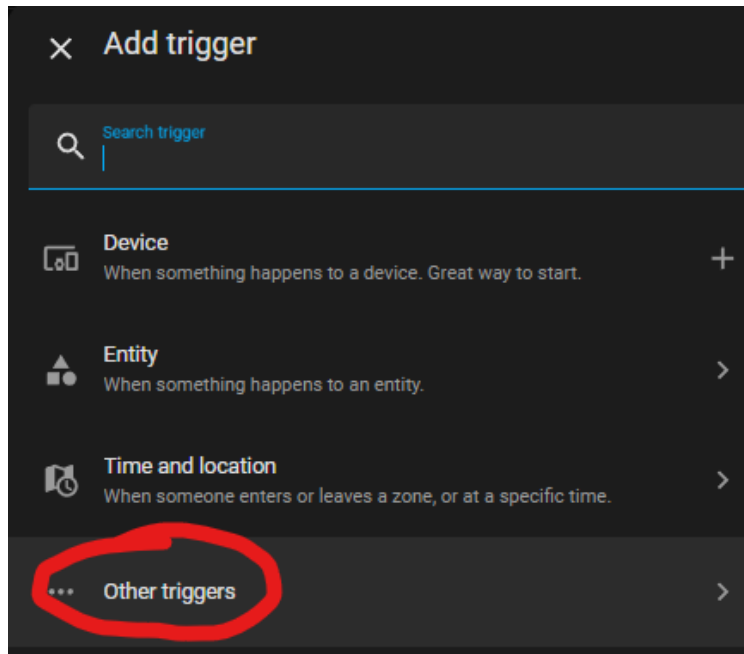 Add trigger
Search trigger
Device
When something happens to a device. Great way to start.
Entity
When something happens to an entity.
Time and location
When someone enters or leaves a zone, or at a specific time.
Other triggers